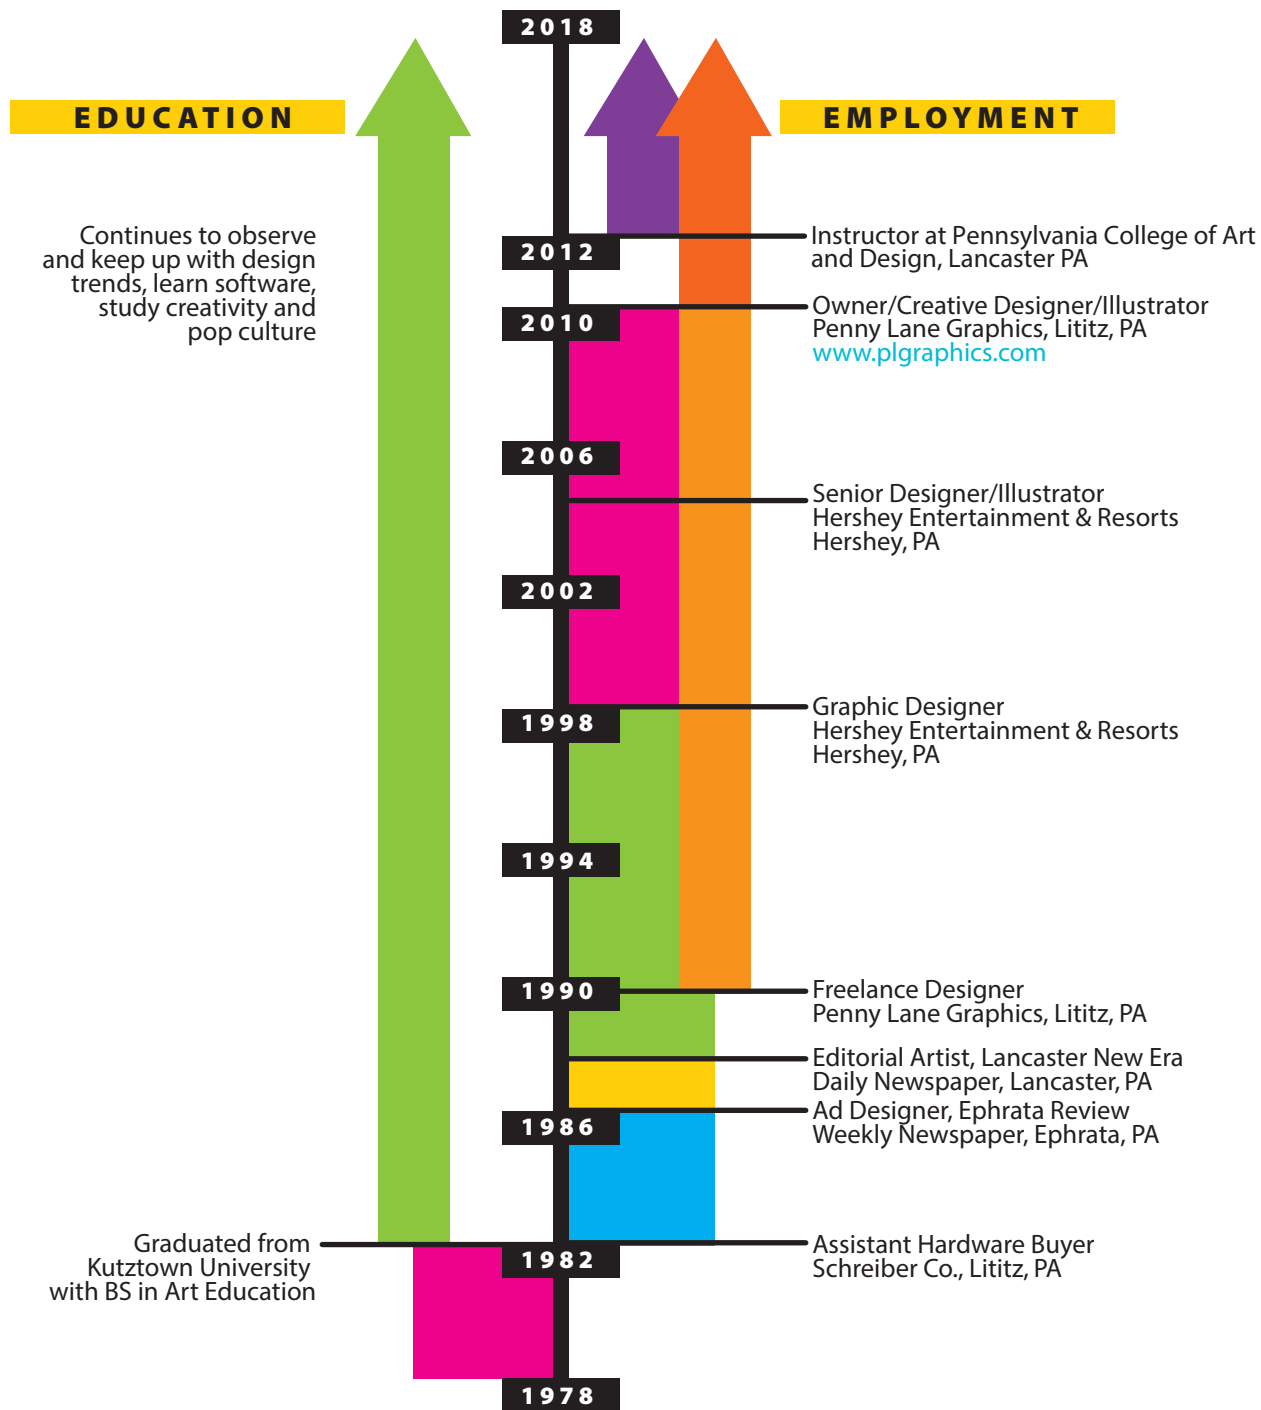 2018
EDUCATION
EMPLOYMENT
Continues to observe
and keep up with design
trends, learn software,
study creativity and
pop culture
2012
Instructor at Pennsylvania College of Art
and Design, Lancaster PA
2010
Owner/Creative Designer/Illustrator
Penny Lane Graphics, Lititz, PA
www.plgraphics.com
2006
Senior Designer/Illustrator
Hershey Entertainment & Resorts
Hershey, PA
2002
1998
Graphic Designer
Hershey Entertainment & Resorts
Hershey, PA
1994
1990
Freelance Designer
Penny Lane Graphics, Lititz, PA
Editorial Artist, Lancaster New Era
Daily Newspaper, Lancaster, PA
1986
Ad Designer, Ephrata Review
Weekly Newspaper, Ephrata, PA
Graduated from
Kutztown University
with BS in Art Education
1982
Assistant Hardware Buyer
Schreiber Co., Lititz, PA
1978